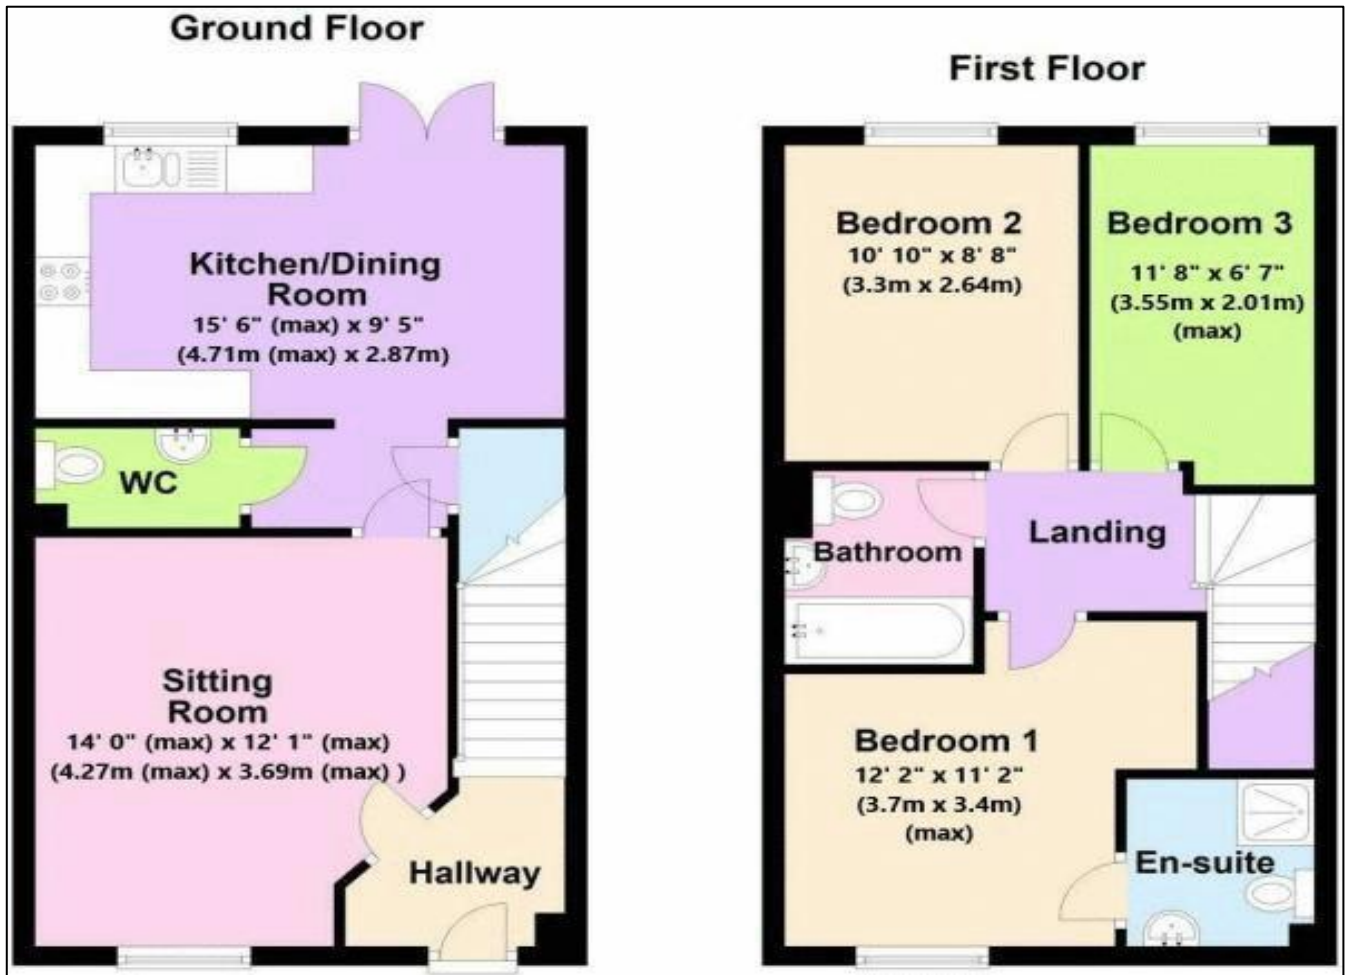 Ground Floor
Kitchen/Dining
Room
15' 6" (max) x 9' 5"
(4.71m (max) x 2.87m)
WC
Sitting
Room
14' 0" (max) x 12' 1" (max)
(4.27m (max) x 3.69m (max) )
Hallway
First Floor
Bedroom 2
10' 10" x 8' 8"
(3.3m x 2.64m)
Bedroom 3
11' 8" x 6' 7"
(3.55m x 2.01m)
(max)
Bathroom
Landing
Bedroom 1
12' 2" x 11' 2"
(3.7m x 3.4m)
(max)
En-suite